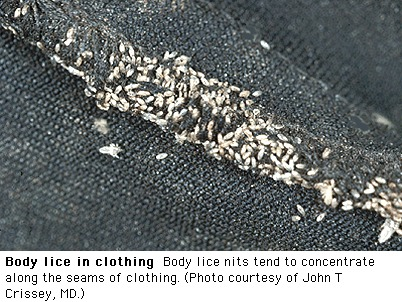 Body lice in clothing  Body lice nits tend to concentrate
along the seams of clothing. (Photo courtesy of John T
Crissey, MD.)